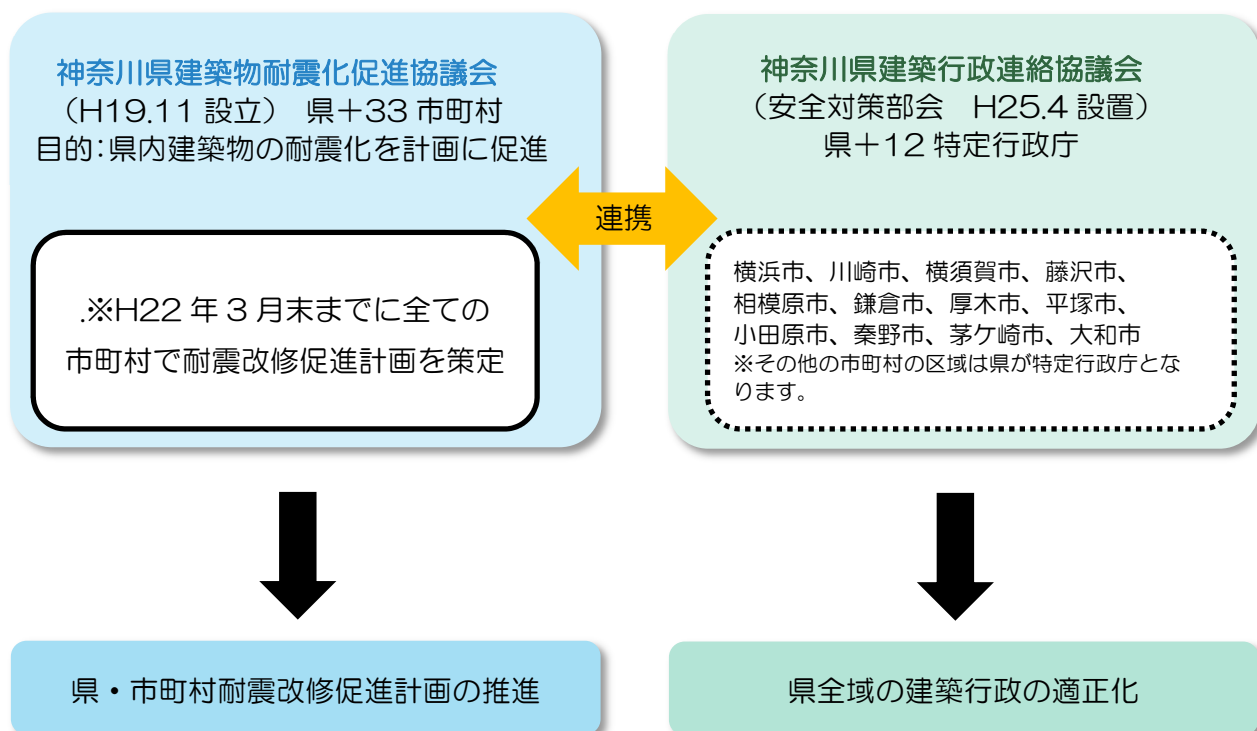 神奈川県建築物耐震化促進協議会
（H19.11 設立）　県＋33 市町村
目的：県内建築物の耐震化を計画に促進
.※H22 年 3 月末までに全ての
市町村で耐震改修促進計画を策定
連携
神奈川県建築行政連絡協議会
（安全対策部会　H25.4 設置）
県＋12 特定行政庁
横浜市、川崎市、横須賀市、藤沢市、
相模原市、鎌倉市、厚木市、平塚市、
小田原市、秦野市、茅ケ崎市、大和市
※その他の市町村の区域は県が特定行政庁とな
ります。
県・市町村耐震改修促進計画の推進
県全域の建築行政の適正化